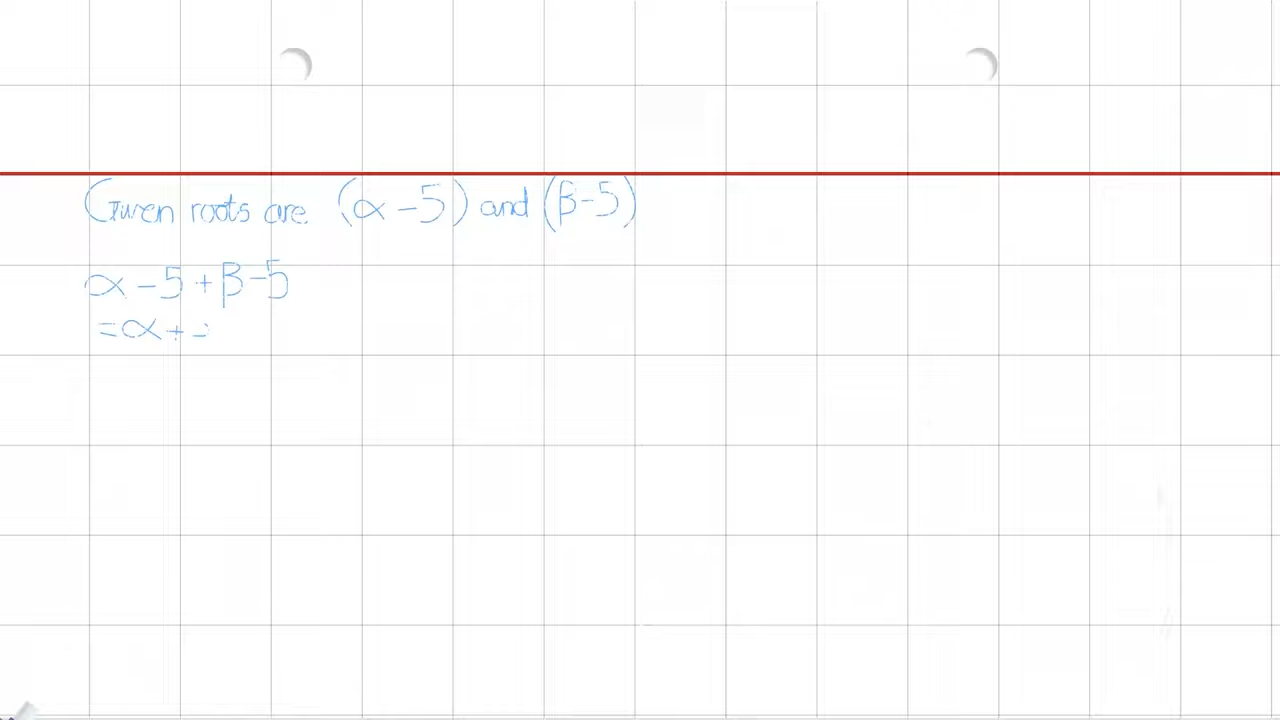 Given roots are (α-5) and (β-5)
α-5+β-5
=α+